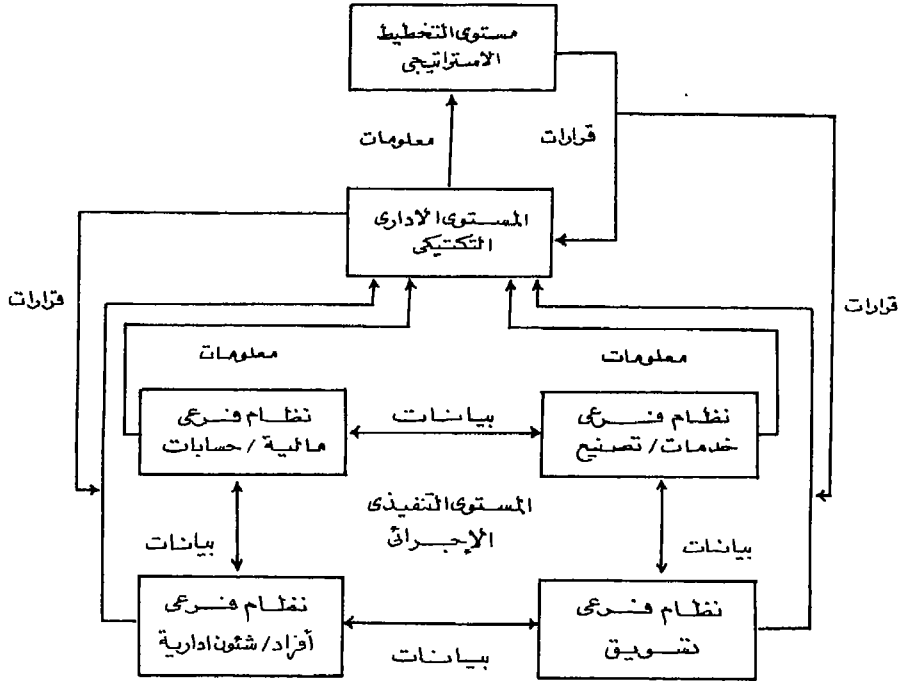 مستوى التخطيط
الاستراتيجى
معلومات
قرارات
المستوى الادارى
التكتيكى
قرارات
قرارات
معلومات
معلومات
نظام فرعى
خدمات / تصنيع
بيانات
نظام فرعى
مالية / حسابات
المستوى التنفيذى
الإجرائى
بيانات
بيانات
نظام فرعى
تسويق
بيانات
نظام فرعى
أفراد / شئون ادارية